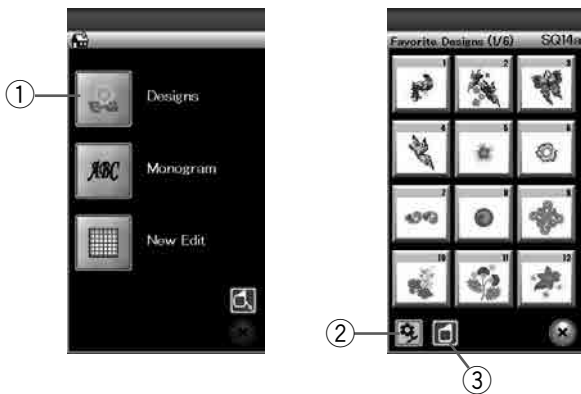 Favorite Designs (1/6) SQ14a
1 2 3
① Designs
4 5 6
ABC Monogram
7 8 9
New Edit
10 11 12
②
③